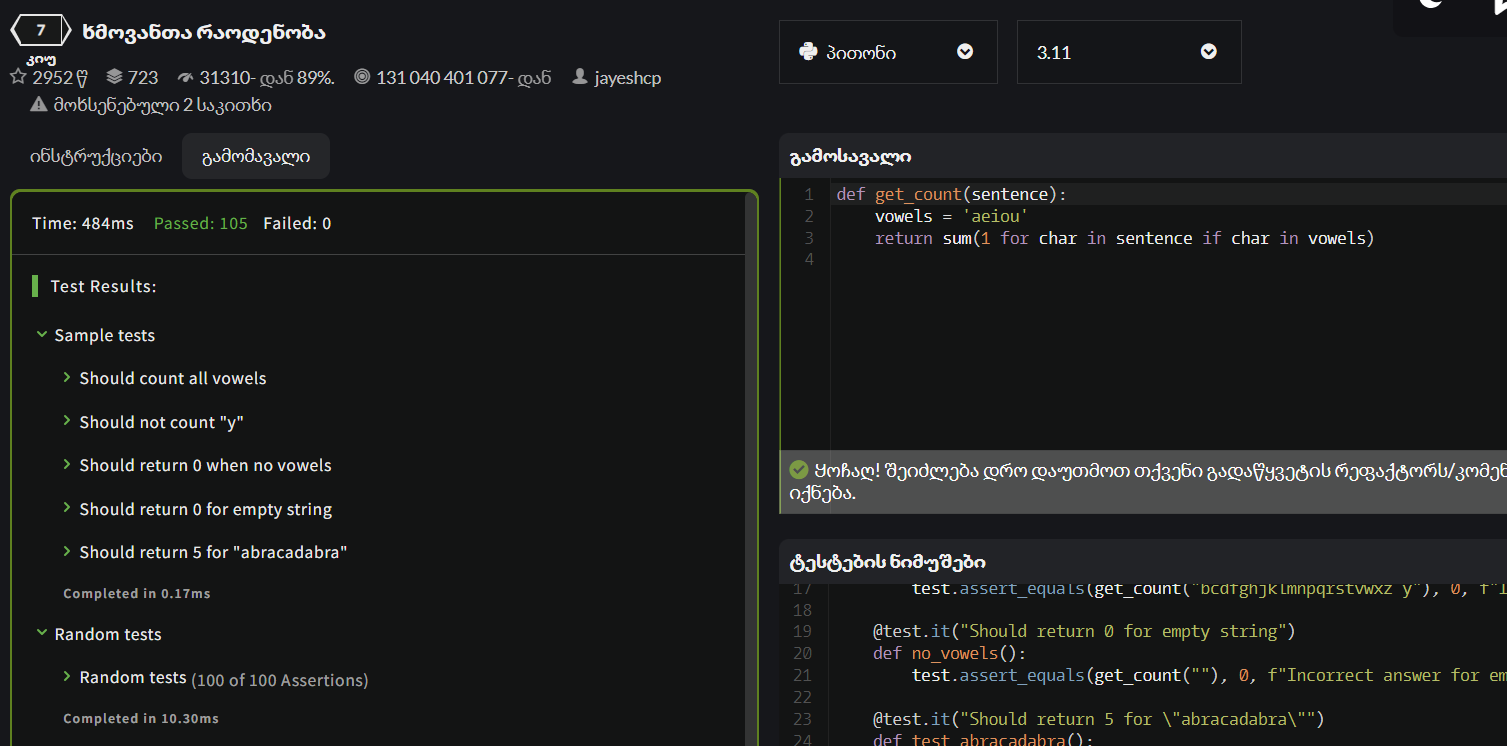 7 კიუ
ხმოვანთა რაოდენობა
2952 წ 723 31310- დან 89%. 131 040 401 077- დან jayeshcp
მოხსენებული 2 საკითხი
ინსტრუქციები გამომავალი
Time: 484ms Passed: 105 Failed: 0
Test Results:
Sample tests
Should count all vowels
Should not count "y"
Should return 0 when no vowels
Should return 0 for empty string
Should return 5 for "abracadabra"
Completed in 0.17ms
Random tests
Random tests (100 of 100 Assertions)
Completed in 10.30ms
პითონი 3.11
გამოსავალი
1 def get_count(sentence):
2 vowels = 'aeiou'
3 return sum(1 for char in sentence if char in vowels)
4
ყოჩაღ! შეიძლება დრო დაუთმოთ თქვენი გადაწყვეტის რეფაქტორს/კომენ
იქნება.
ტესტების ნიმუშები
17 test.assert_equals(get_count("bcdfghjklmnpqrstvwxz y"), 0, f"I
18
19 @test.it("Should return 0 for empty string")
20 def no_vowels():
21 test.assert_equals(get_count(""), 0, f"Incorrect answer for em
22
23 @test.it("Should return 5 for \"abracadabra\"")
24 def test_abracadabra():